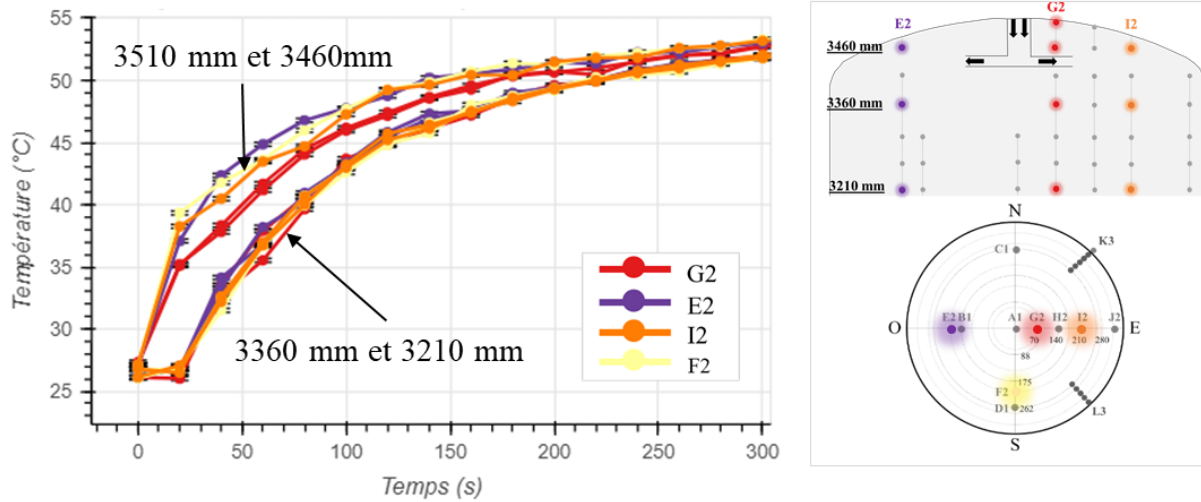 55
50
45
40
35
30
25
Température (°C)
0
50
100
150
200
250
300
Temps (s)
3510 mm et 3460mm
3360 mm et 3210 mm
G2
E2
I2
F2
E2
G2
I2
3460 mm
3360 mm
3210 mm
N
C1
K3
O
E2
B1
A1
G2
H2
I2
J2
E
70
140
210
280
88
175
F2
D1
262
L3
S